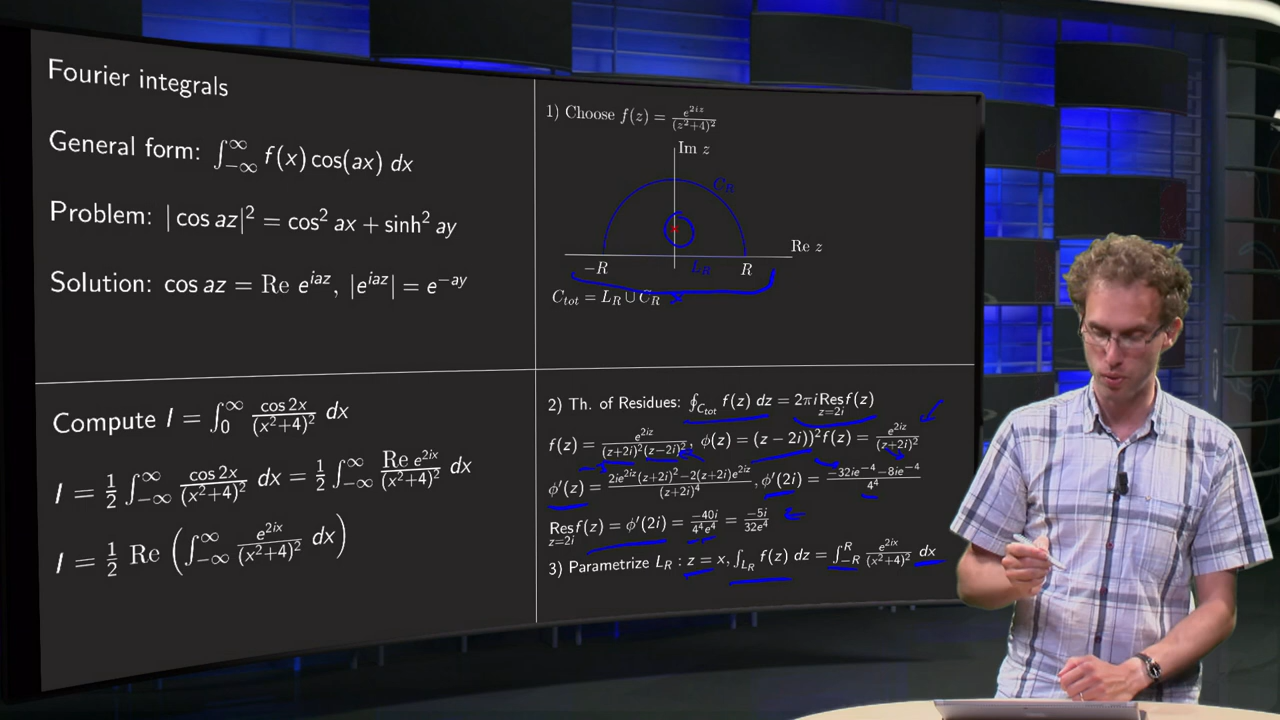 Fourier integrals
General form: ∫_{-∞}^{∞} f(x) cos(ax) dx
Problem: |cos az|² = cos² ax + sinh² ay
Solution: cos az = Re e^{iaz}, |e^{iaz}| = e^{-ay}
1) Choose f(z) = e^{2iz}/(z²+4)²
Im z
C_R
Re z
−R
L_R
R
C_{tot} = L_R ∪ C_R
Compute I = ∫_0^∞ cos 2x/(x²+4)² dx
I = 1/2 ∫_{-∞}^{∞} cos 2x/(x²+4)² dx = 1/2 ∫_{-∞}^{∞} Re e^{2ix}/(x²+4)² dx
I = 1/2 Re (∫_{-∞}^{∞} e^{2ix}/(x²+4)² dx)
2) Th. of Residues: ∮_{C_{tot}} f(z) dz = 2πi Res_{z=2i} f(z)
f(z) = e^{2iz}/((z+2i)²(z−2i)²), φ(z) = (z − 2i))² f(z) = e^{2iz}/(z+2i)²
φ′(z) = (2ie^{2iz}(z+2i)²−2(z+2i)e^{2iz})/(z+2i)⁴, φ′(2i) = (−32ie^{−4}−8ie^{−4})/4⁴
Res_{z=2i} f(z) = φ′(2i) = −40i/(4⁴e⁴) = −5i/(32e⁴)
3) Parametrize L_R : z = x, ∫_{L_R} f(z) dz = ∫_{−R}^{R} e^{2ix}/(x²+4)² dx